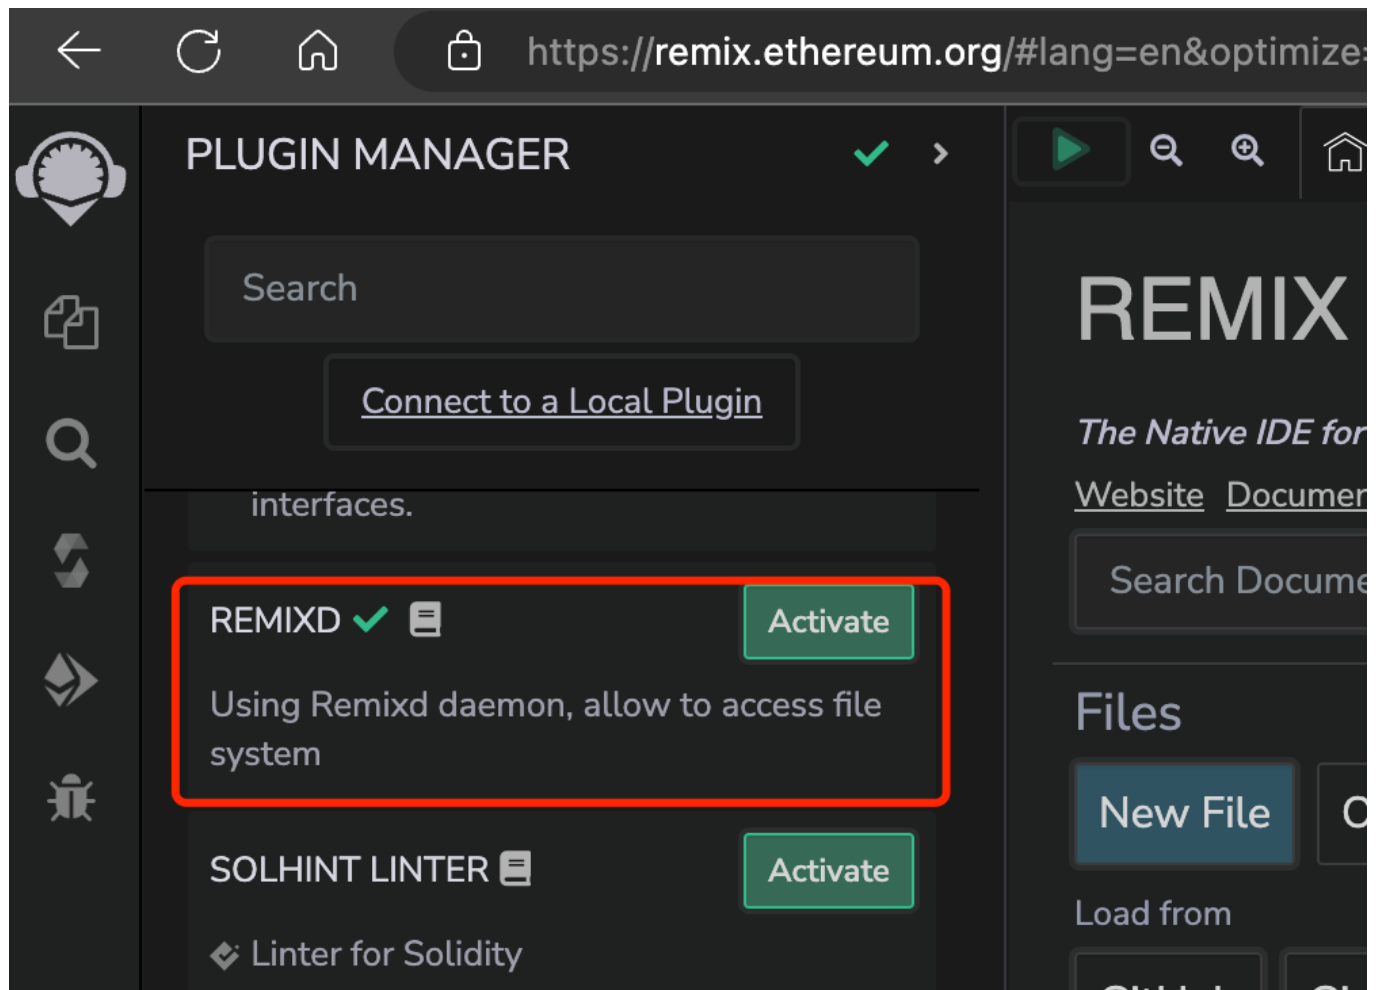 https://remix.ethereum.org/#lang=en&optimize
PLUGIN MANAGER
Search
Connect to a Local Plugin
interfaces.
REMIXD
Activate
Using Remixd daemon, allow to access file
system
SOLHINT LINTER
Activate
Linter for Solidity
REMIX
The Native IDE for
Website Documen
Search Docume
Files
New File
Load from